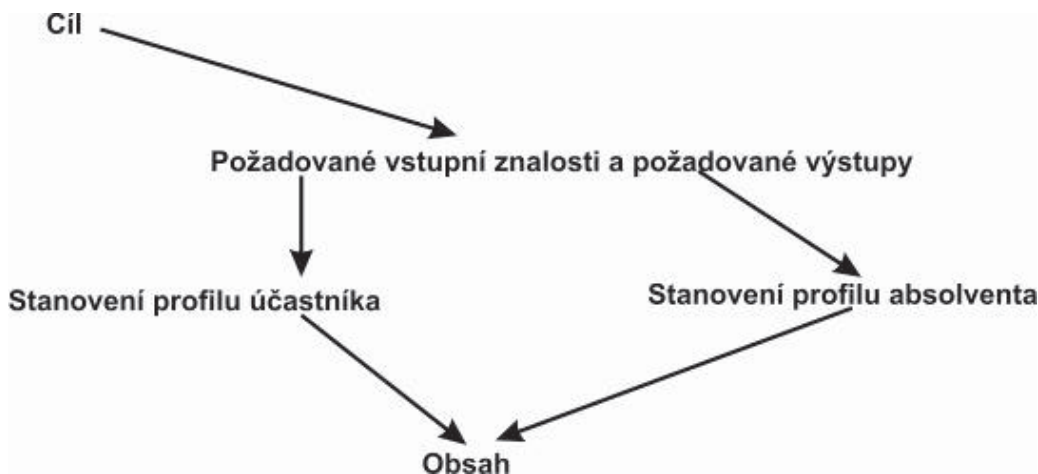 Cíl
Požadované vstupní znalosti a požadované výstupy
Stanovení profilu účastníka
Stanovení profilu absolventa
Obsah